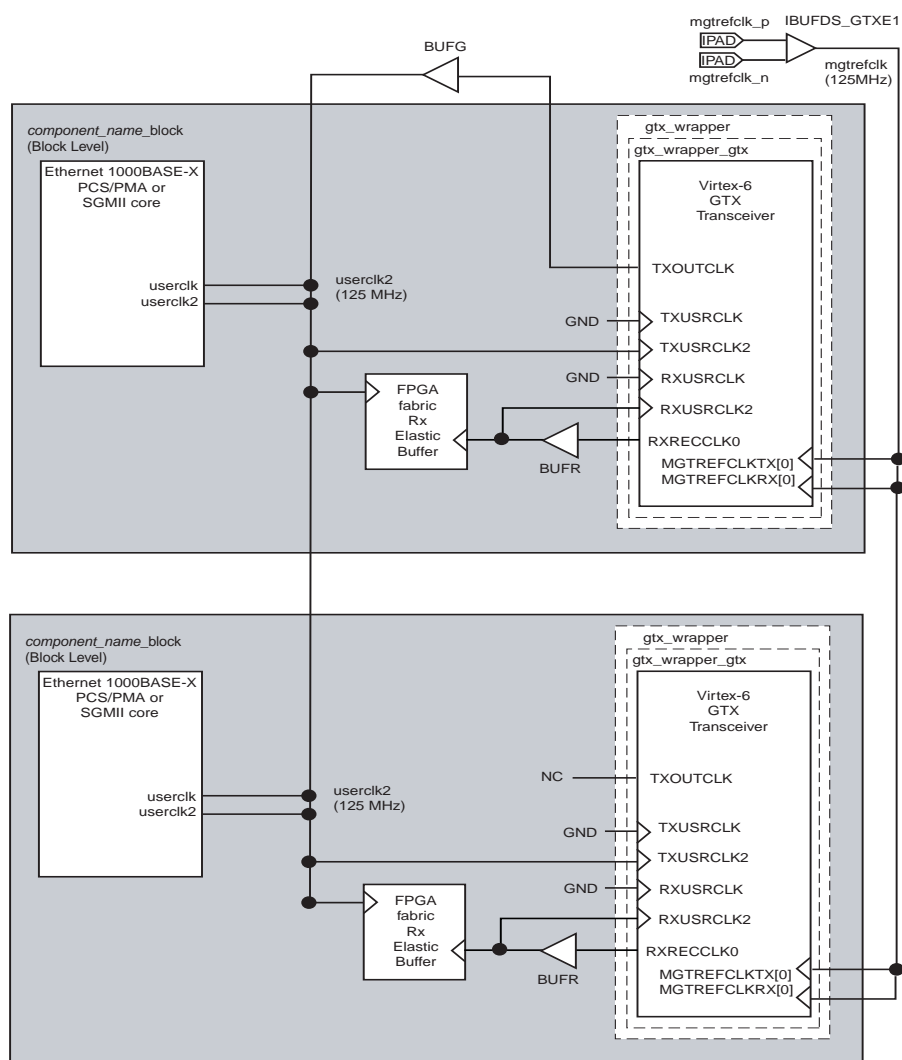 mgtrefclk_p
IBUFDS_GTXE1
IPAD
IPAD
mgtrefclk_n
mgtrefclk
(125MHz)
BUFG
component_name_block
(Block Level)
Ethernet 1000BASE-X
PCS/PMA or
SGMII core
userclk
userclk2
userclk2
(125 MHz)
gtx_wrapper
gtx_wrapper_gtx
Virtex-6
GTX
Transceiver
TXOUTCLK
GND
TXUSRCLK
TXUSRCLK2
GND
RXUSRCLK
RXUSRCLK2
RXRECCLK0
MGTREFCLKTX[0]
MGTREFCLKRX[0]
FPGA
fabric
Rx
Elastic
Buffer
BUFR
component_name_block
(Block Level)
Ethernet 1000BASE-X
PCS/PMA or
SGMII core
userclk
userclk2
userclk2
(125 MHz)
gtx_wrapper
gtx_wrapper_gtx
Virtex-6
GTX
Transceiver
NC
TXOUTCLK
GND
TXUSRCLK
TXUSRCLK2
GND
RXUSRCLK
RXUSRCLK2
RXRECCLK0
MGTREFCLKTX[0]
MGTREFCLKRX[0]
FPGA
fabric
Rx
Elastic
Buffer
BUFR